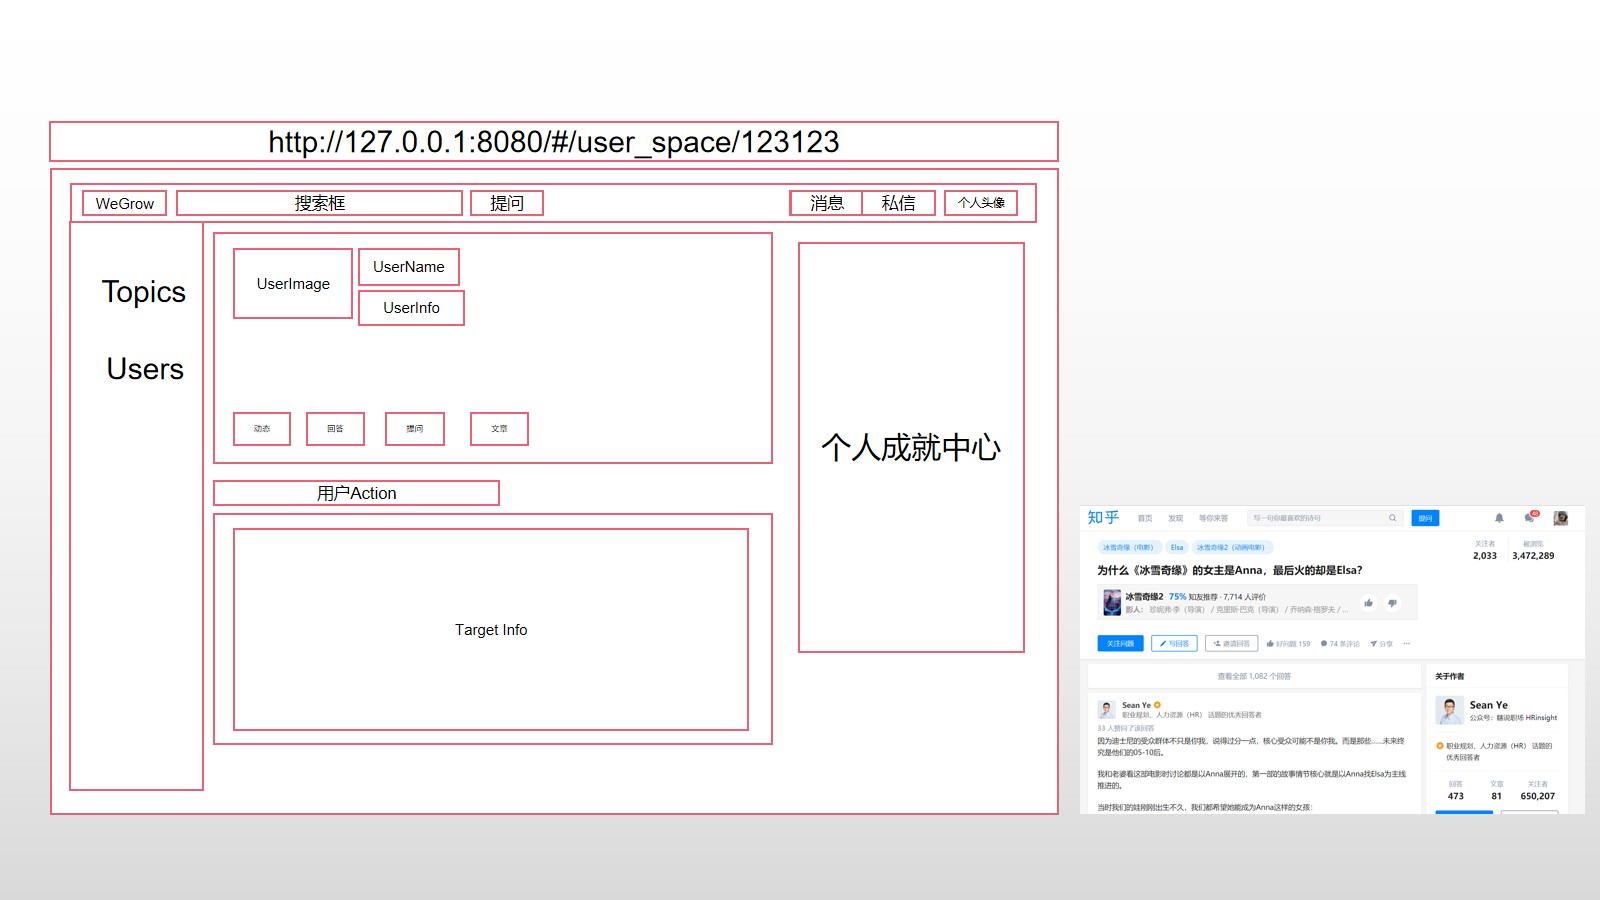 http://127.0.0.1:8080/#/user_space/123123
WeGrow
搜索框
提问
消息
私信
个人头像
Topics
Users
UserImage
UserName
UserInfo
动态
回答
提问
文章
用户Action
Target Info
个人成就中心
知乎
首页
发现
等你来答
写一句你最喜欢的诗句
提问
冰雪奇缘（电影）
Elsa
冰雪奇缘2（动画电影）
关注者
2,033
被浏览
3,472,289
为什么《冰雪奇缘》的女主是Anna，最后火的却是Elsa？
冰雪奇缘2 75% 知友推荐 · 7,714 人评价
影人： 珍妮弗·李（导演） / 克里斯·巴克（导演） / 乔纳森·格罗夫 / ...
关注问题
写回答
邀请回答
好问题 159
74 条评论
分享
查看全部 1,082 个回答
Sean Ye
职业规划、人力资源（HR） 话题的优秀回答者
33 人赞同了该回答
因为迪士尼的受众群体不只是你我，说得过分一点，核心受众可能不是你我。而是那些......未来终
究是他们的05-10后。
我和老婆看这部电影时讨论都是以Anna展开的，第一部的故事情节核心就是以Anna找Elsa为主线
推进的。
当时我们的娃刚刚出生不久，我们都希望她能成为Anna这样的女孩：
关于作者
Sean Ye
公众号：瞎说职场 HRinsight
职业规划、人力资源（HR） 话题的
优秀回答者
回答
473
文章
81
关注者
650,207